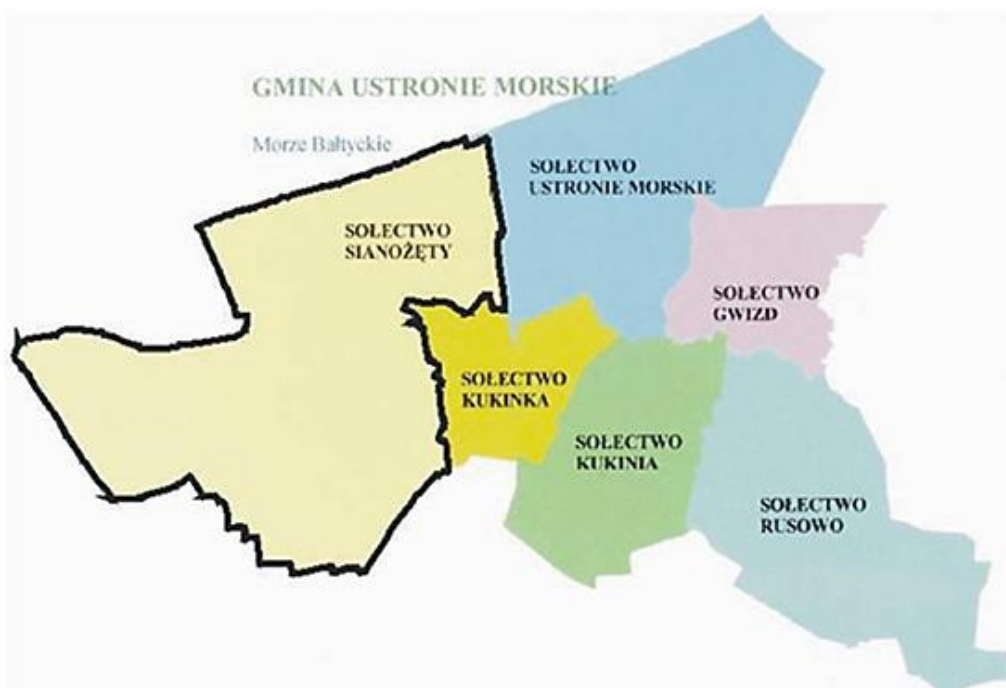 GMINA USTRONIE MORSKIE
Morze Bałtyckie
SOŁECTWO
USTRONIE MORSKIE
SOŁECTWO
SIANOŻĘTY
SOŁECTWO
GWIZD
SOŁECTWO
KUKINKA
SOŁECTWO
KUKINIA
SOŁECTWO
RUSOWO